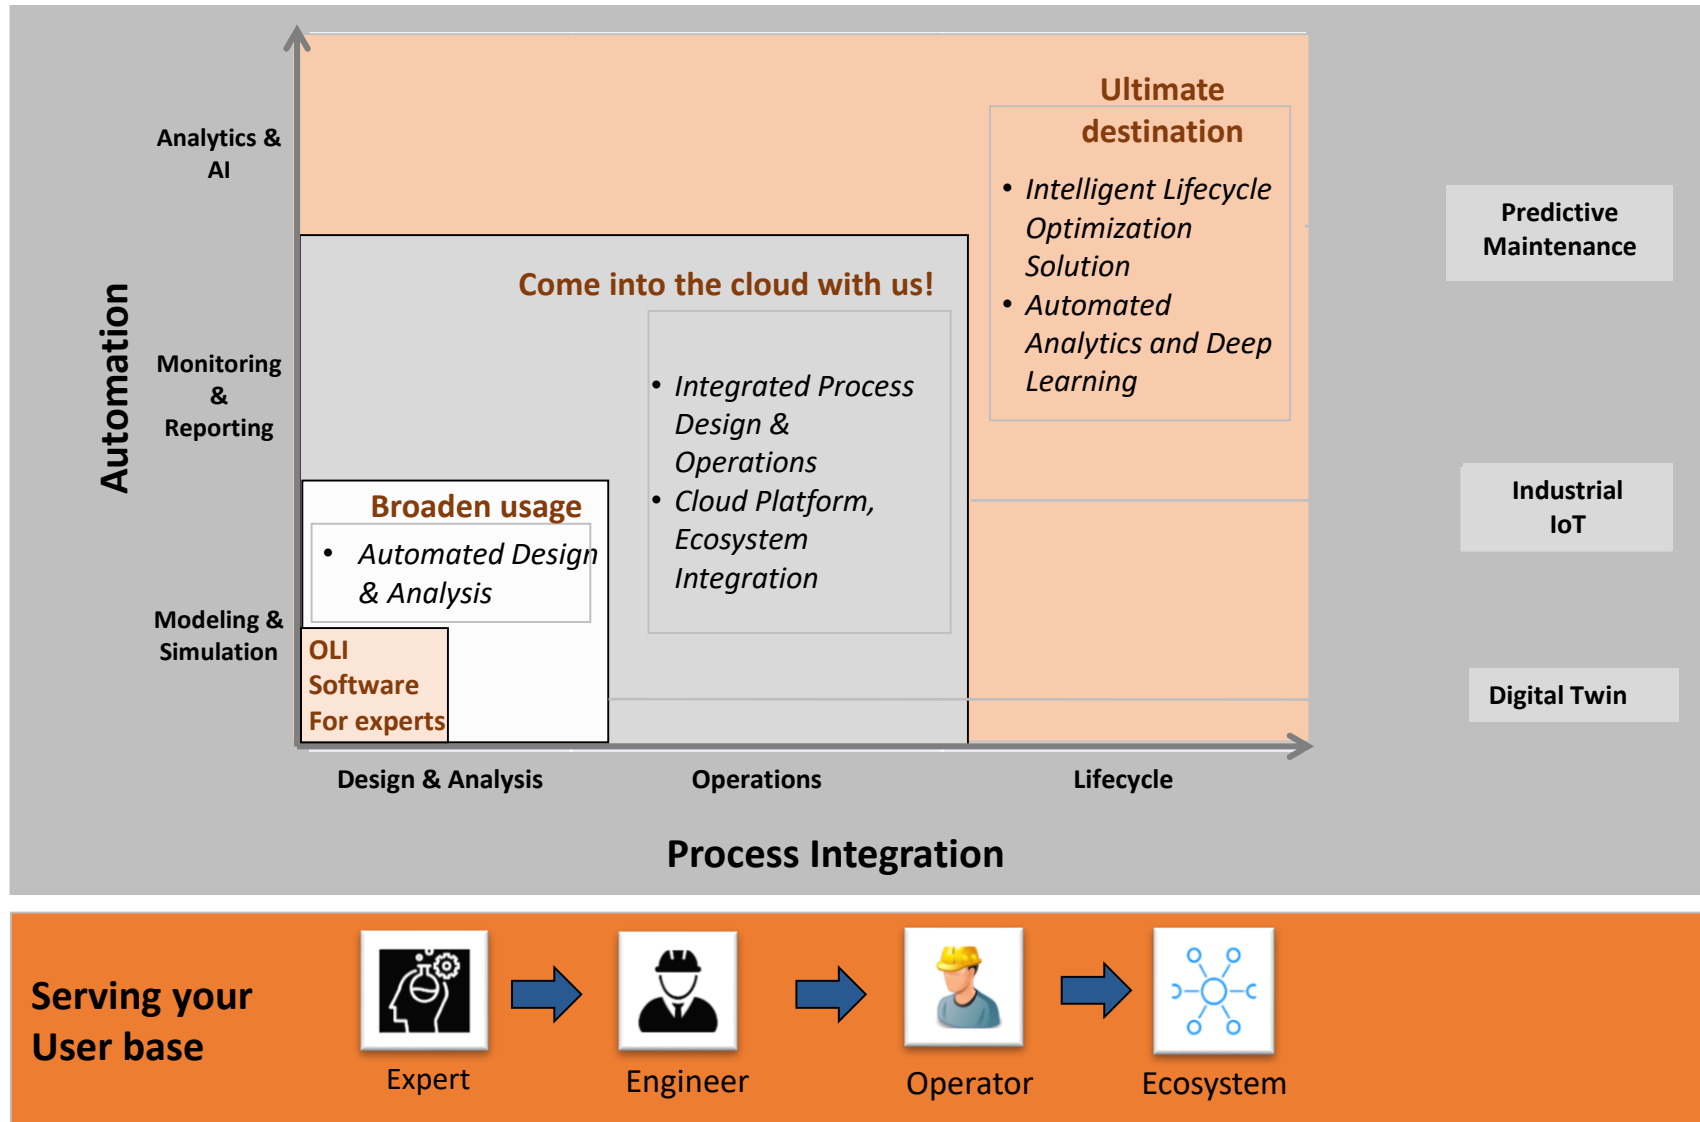 Ultimate
destination
• Intelligent Lifecycle
Optimization
Solution
• Automated
Analytics and Deep
Learning
Come into the cloud with us!
• Integrated Process
Design &
Operations
• Cloud Platform,
Ecosystem
Integration
Broaden usage
• Automated Design
& Analysis
OLI
Software
For experts
Automation
Analytics &
AI
Monitoring
&
Reporting
Modeling &
Simulation
Design & Analysis
Operations
Lifecycle
Process Integration
Predictive
Maintenance
Industrial
IoT
Digital Twin
Serving your
User base
Expert
Engineer
Operator
Ecosystem